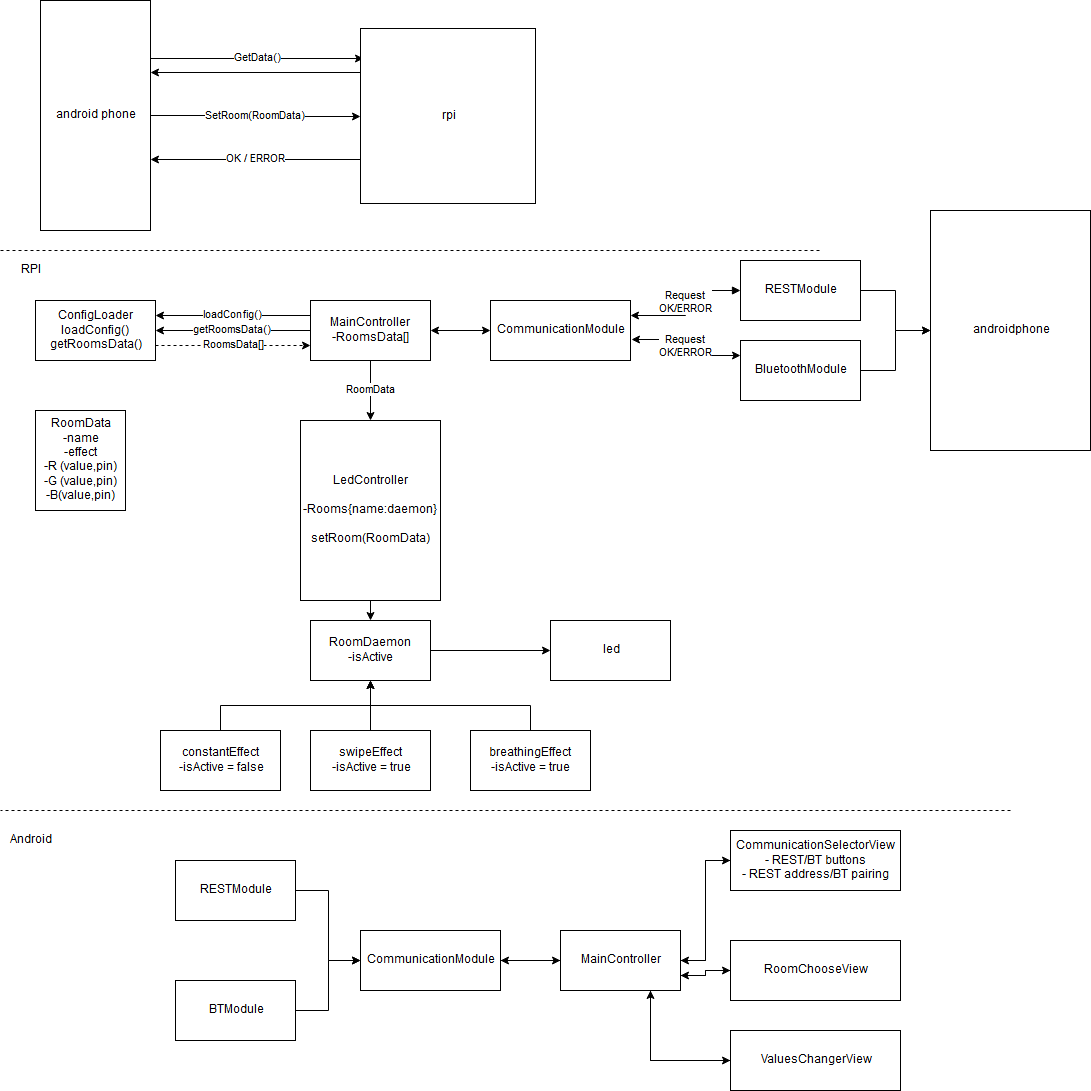 GetData()
android phone
rpi
SetRoom(RoomData)
OK / ERROR
RPI
ConfigLoader
loadConfig()
getRoomsData()
loadConfig()
getRoomsData()
RoomsData[]
MainController
-RoomsData[]
CommunicationModule
Request
OK/ERROR
Request
OK/ERROR
RESTModule
BluetoothModule
androidphone
RoomData
RoomData
-name
-effect
-R (value,pin)
-G (value,pin)
-B(value,pin)
LedController
-Rooms{name:daemon}
setRoom(RoomData)
RoomDaemon
-isActive
led
constantEffect
-isActive = false
swipeEffect
-isActive = true
breathingEffect
-isActive = true
Android
RESTModule
BTModule
CommunicationModule
MainController
CommunicationSelectorView
- REST/BT buttons
- REST address/BT pairing
RoomChooseView
ValuesChangerView